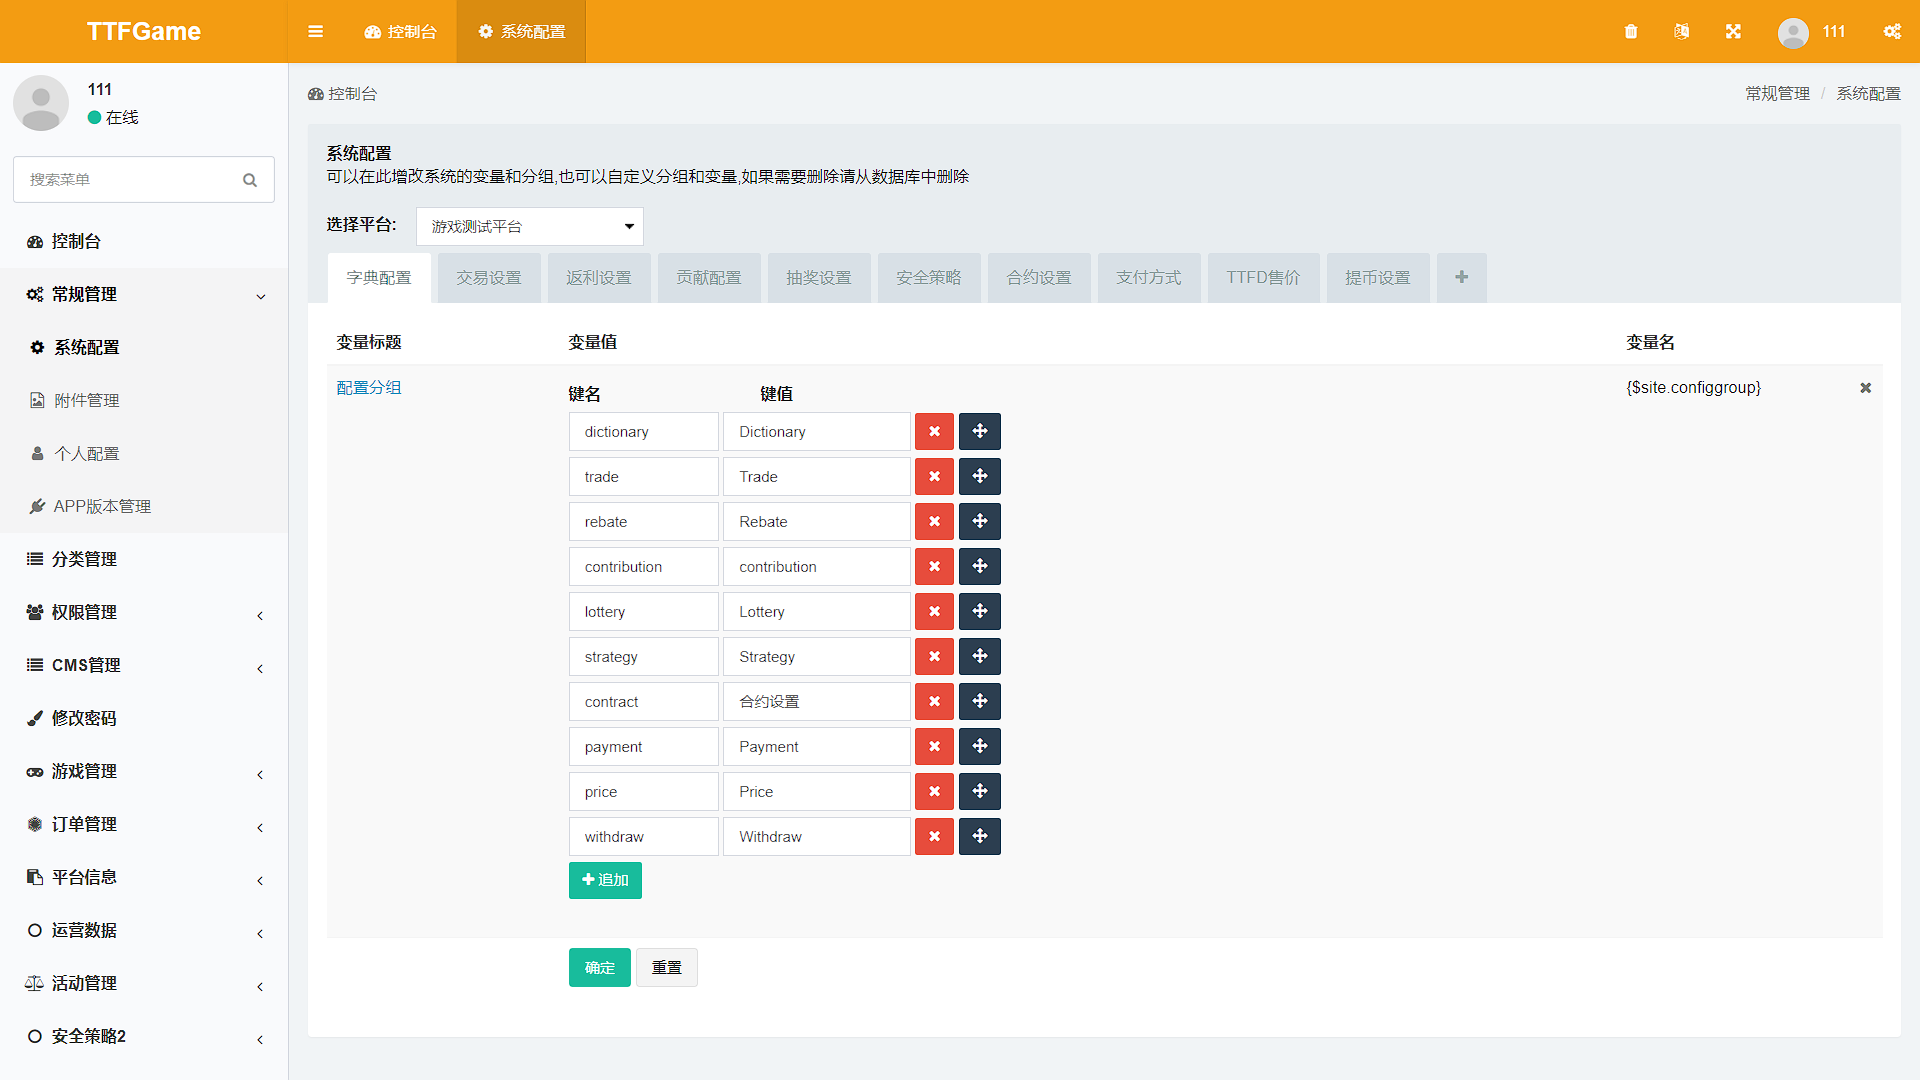 TTFGame
控制台
系统配置
111
111
在线
搜索菜单
控制台
常规管理
系统配置
附件管理
个人配置
APP版本管理
分类管理
权限管理
CMS管理
修改密码
游戏管理
订单管理
平台信息
运营数据
活动管理
安全策略2
控制台
常规管理 / 系统配置
系统配置
可以在此增改系统的变量和分组,也可以自定义分组和变量,如果需要删除请从数据库中删除
选择平台: 游戏测试平台
字典配置 交易设置 返利设置 贡献配置 抽奖设置 安全策略 合约设置 支付方式 TTFD售价 提币设置
变量标题 变量值 变量名
配置分组 {$site.configgroup}
键名 键值
dictionary Dictionary
trade Trade
rebate Rebate
contribution contribution
lottery Lottery
strategy Strategy
contract 合约设置
payment Payment
price Price
withdraw Withdraw
追加
确定 重置